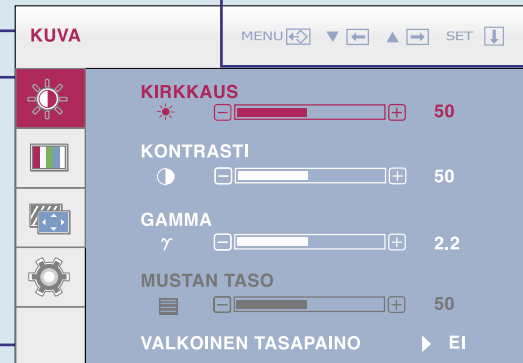 KUVA MENU SET
KIRKKAUS
50
KONTRASTI
50
GAMMA
γ 2.2
MUSTAN TASO
50
VALKOINEN TASAPAINO EI